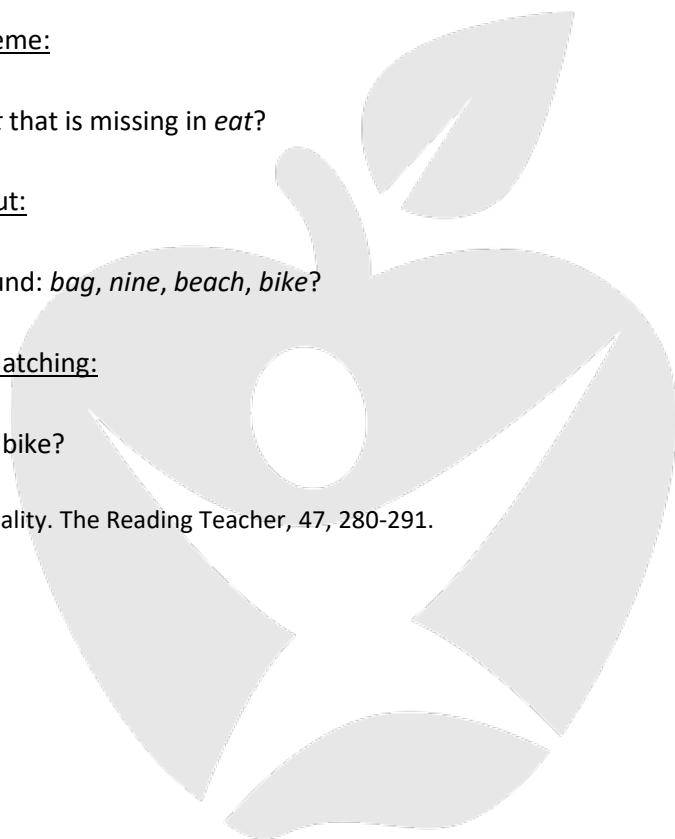 eme:
t that is missing in eat?
ut:
und: bag, nine, beach, bike?
atching:
bike?
ality. The Reading Teacher, 47, 280-291.